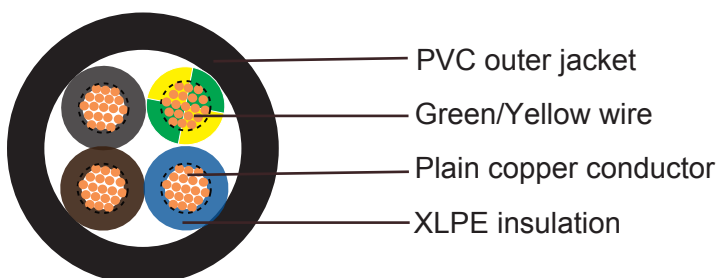 PVC outer jacket
Green/Yellow wire
Plain copper conductor
XLPE insulation